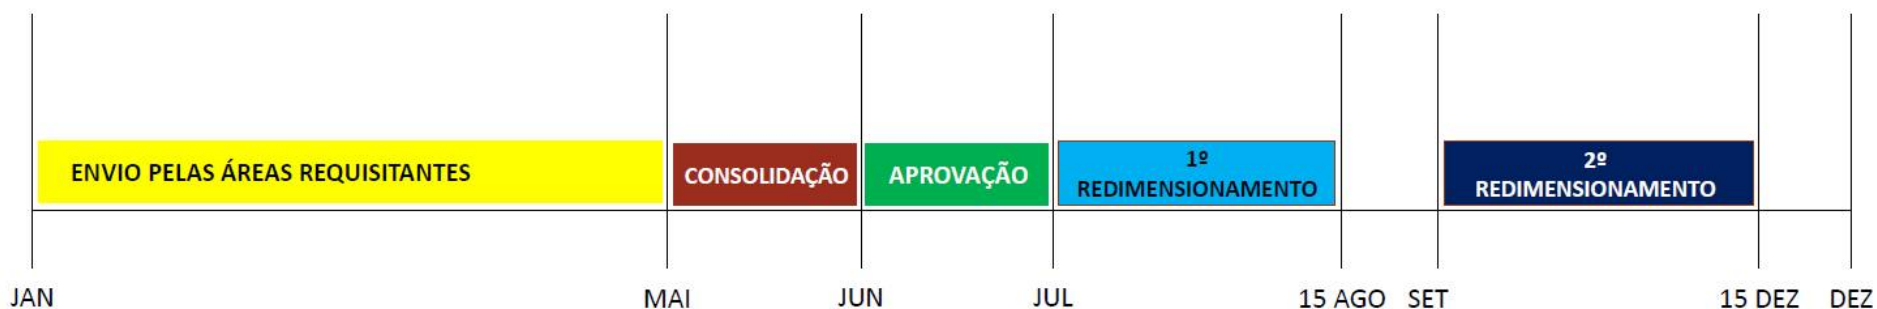 ENVIO PELAS ÁREAS REQUISITANTES
CONSOLIDAÇÃO
APROVAÇÃO
1º
REDIMENSIONAMENTO
2º
REDIMENSIONAMENTO
JAN
MAI
JUN
JUL
15 AGO
SET
15 DEZ
DEZ